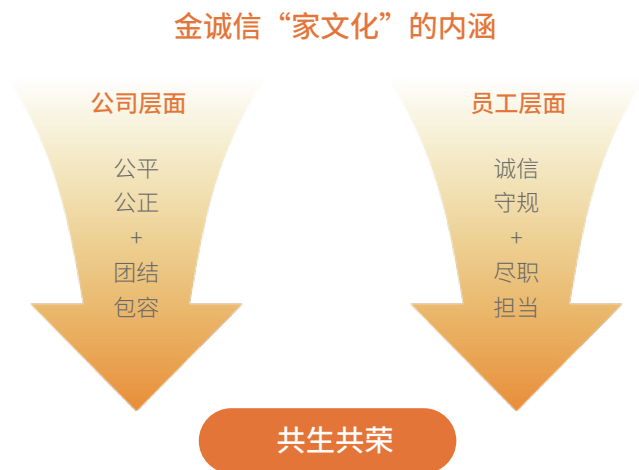 金诚信“家文化”的内涵
公司层面
公平
公正
+
团结
包容
员工层面
诚信
守规
+
尽职
担当
共生共荣